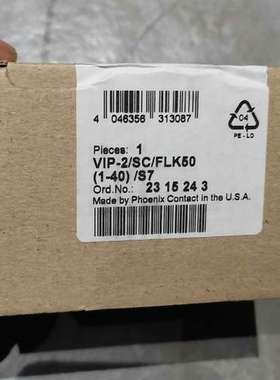 4 046356 313087
04
PE-LD
Pieces: 1
VIP-2/SC/FLK50
(1-40) /S7
Ord.No.: 23 15 24 3
Made by Phoenix Contact in the U.S.A.